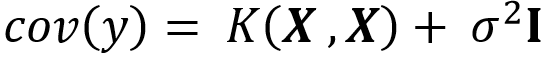 cov(y) = K(X , X) + σ²I